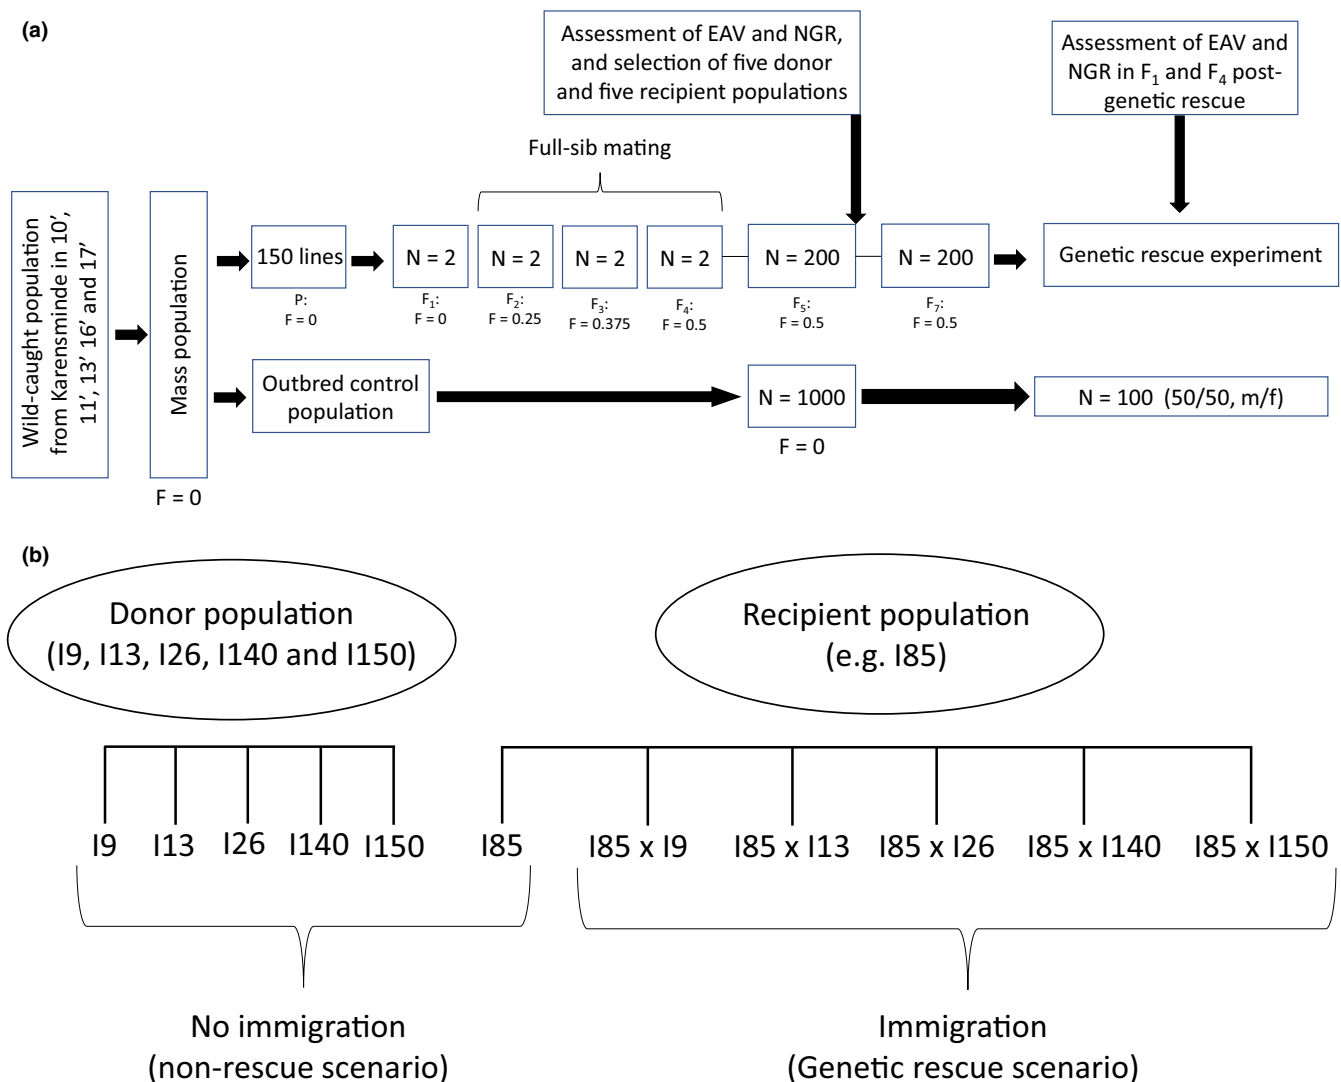 (a)
Assessment of EAV and NGR,
and selection of five donor
and five recipient populations
Assessment of EAV and
NGR in F1 and F4 post-
genetic rescue
Full-sib mating
Wild-caught population
from Karensminde in 10′,
11′, 13′ 16′ and 17′
Mass population
F = 0
150 lines
P:
F = 0
N = 2
F1:
F = 0
N = 2
F2:
F = 0.25
N = 2
F3:
F = 0.375
N = 2
F4:
F = 0.5
N = 200
F5:
F = 0.5
N = 200
F7:
F = 0.5
Genetic rescue experiment
Outbred control
population
N = 1000
F = 0
N = 100 (50/50, m/f)
(b)
Donor population
(I9, I13, I26, I140 and I150)
Recipient population
(e.g. I85)
I9 I13 I26 I140 I150 I85 I85 x I9 I85 x I13 I85 x I26 I85 x I140 I85 x I150
No immigration
(non-rescue scenario)
Immigration
(Genetic rescue scenario)